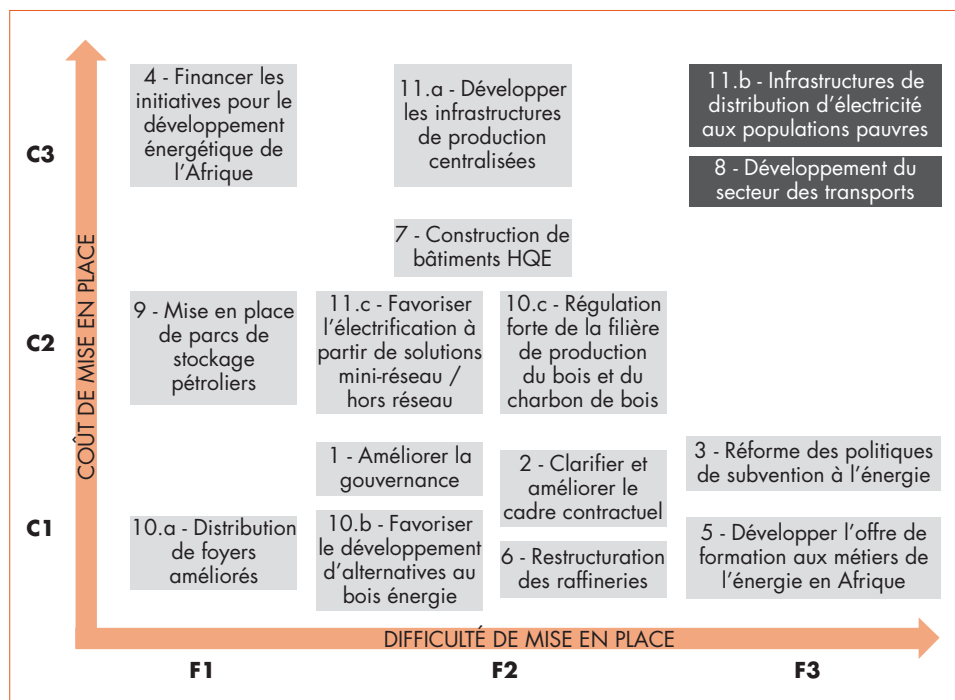 4 - Financer les
initiatives pour le
développement
énergétique de
l’Afrique
11.a - Développer
les infrastructures
de production
centralisées
11.b - Infrastructures de
distribution d’électricité
aux populations pauvres
8 - Développement du
secteur des transports
C3
7 - Construction de
bâtiments HQE
9 - Mise en place
de parcs de
stockage
pétroliers
11.c - Favoriser
l’électrification à
partir de solutions
mini-réseau /
hors réseau
10.c - Régulation
forte de la filière
de production
du bois et du
charbon de bois
C2
COÛT DE MISE EN PLACE
1 - Améliorer la
gouvernance
2 - Clarifier et
améliorer le
cadre contractuel
3 - Réforme des politiques
de subvention à l’énergie
C1
10.a - Distribution
de foyers
améliorés
10.b - Favoriser
le développement
d’alternatives au
bois énergie
6 - Restructuration
des raffineries
5 - Développer l’offre de
formation aux métiers de
l’énergie en Afrique
DIFFICULTÉ DE MISE EN PLACE
F1
F2
F3